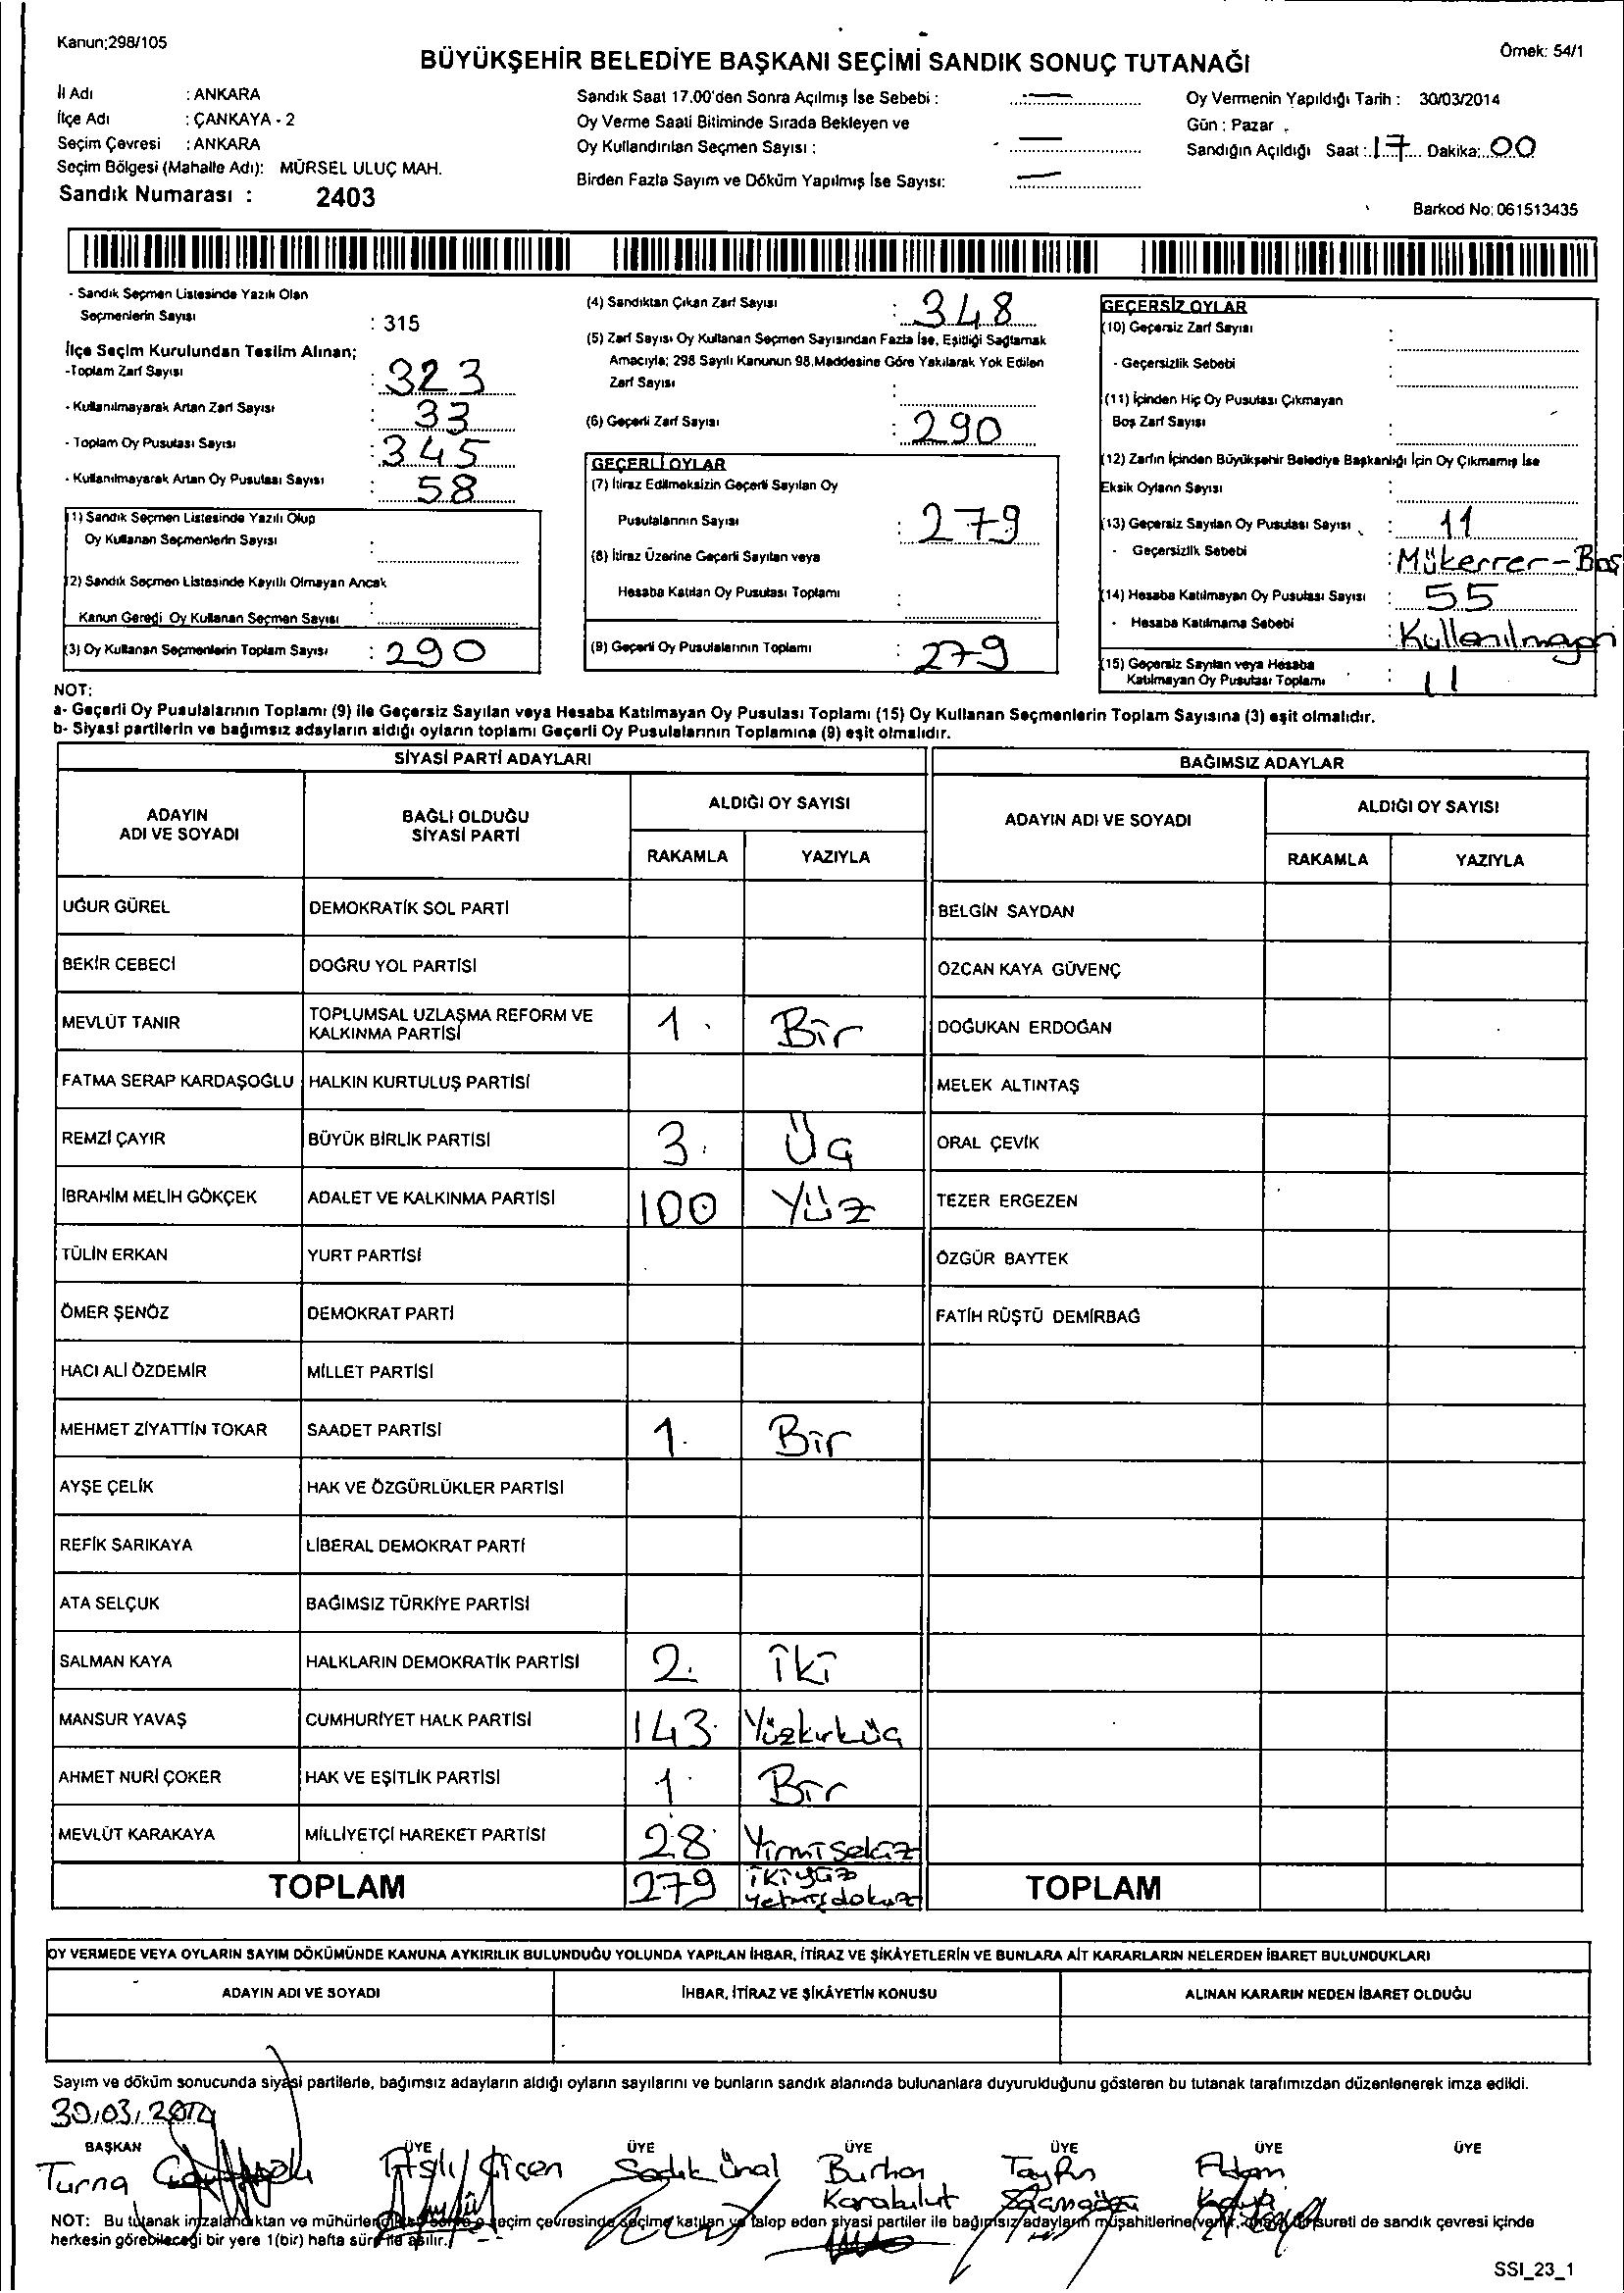 Kanun;298/105
BÜYÜKŞEHİR BELEDİYE BAŞKANI SEÇİMİ SANDIK SONUÇ TUTANAĞI
Örnek: 54/1
İl Adı : ANKARA
İlçe Adı : ÇANKAYA - 2
Seçim Çevresi : ANKARA
Seçim Bölgesi (Mahalle Adı): MÜRSEL ULUÇ MAH.
Sandık Numarası : 2403
Sandık Saat 17.00'den Sonra Açılmış İse Sebebi :
Oy Verme Saati Bitiminde Sırada Bekleyen ve
Oy Kullandırılan Seçmen Sayısı :
Birden Fazla Sayım ve Döküm Yapılmış İse Sayısı:
Oy Vermenin Yapıldığı Tarih : 30/03/2014
Gün : Pazar
Sandığın Açıldığı Saat : 17 Dakika: 00
Barkod No: 061513435
- Sandık Seçmen Listesinde Yazılı Olan
Seçmenlerin Sayısı : 315
İlçe Seçim Kurulundan Teslim Alınan;
-Toplam Zarf Sayısı : 323
- Kullanılmayarak Artan Zarf Sayısı : 33
- Toplam Oy Pusulası Sayısı : 345
- Kullanılmayarak Artan Oy Pusulası Sayısı : 58
(1) Sandık Seçmen Listesinde Yazılı Olup
Oy Kullanan Seçmenlerin Sayısı :
(2) Sandık Seçmen Listesinde Kayıtlı Olmayan Ancak
Kanun Gereği Oy Kullanan Seçmen Sayısı :
(3) Oy Kullanan Seçmenlerin Toplam Sayısı : 290
(4) Sandıktan Çıkan Zarf Sayısı : 348
(5) Zarf Sayısı Oy Kullanan Seçmen Sayısından Fazla İse, Eşitliği Sağlamak
Amacıyla; 298 Sayılı Kanunun 98.Maddesine Göre Yakılarak Yok Edilen
Zarf Sayısı :
(6) Geçerli Zarf Sayısı : 290
GEÇERLİ OYLAR
(7) İtiraz Edilmeksizin Geçerli Sayılan Oy
Pusulalarının Sayısı : 279
(8) İtiraz Üzerine Geçerli Sayılan veya
Hesaba Katılan Oy Pusulası Toplamı :
(9) Geçerli Oy Pusulalarının Toplamı : 279
GEÇERSİZ OYLAR
(10) Geçersiz Zarf Sayısı :
- Geçersizlik Sebebi :
(11) İçinden Hiç Oy Pusulası Çıkmayan
Boş Zarf Sayısı :
(12) Zarfın İçinden Büyükşehir Belediye Başkanlığı İçin Oy Çıkmamış İse
Eksik Oyların Sayısı :
(13) Geçersiz Sayılan Oy Pusulası Sayısı : 11
- Geçersizlik Sebebi : Mükerrer-Boş
(14) Hesaba Katılmayan Oy Pusulası Sayısı : 55
- Hesaba Katılmama Sebebi :
(15) Geçersiz Sayılan veya Hesaba
Katılmayan Oy Pusulası Toplamı : 11
NOT:
a- Geçerli Oy Pusulalarının Toplamı (9) ile Geçersiz Sayılan veya Hesaba Katılmayan Oy Pusulası Toplamı (15) Oy Kullanan Seçmenlerin Toplam Sayısına (3) eşit olmalıdır.
b- Siyasi partilerin ve bağımsız adayların aldığı oyların toplamı Geçerli Oy Pusulalarının Toplamına (9) eşit olmalıdır.
SİYASİ PARTİ ADAYLARI
BAĞIMSIZ ADAYLAR
ADAYIN ADI VE SOYADI
BAĞLI OLDUĞU SİYASİ PARTİ
ALDIĞI OY SAYISI
RAKAMLA YAZIYLA
ADAYIN ADI VE SOYADI
ALDIĞI OY SAYISI
RAKAMLA YAZIYLA
UĞUR GÜREL DEMOKRATİK SOL PARTİ BELGİN SAYDAN
BEKİR CEBECİ DOĞRU YOL PARTİSİ ÖZCAN KAYA GÜVENÇ
MEVLÜT TANIR TOPLUMSAL UZLAŞMA REFORM VE KALKINMA PARTİSİ 1 Bir DOĞUKAN ERDOĞAN
FATMA SERAP KARDAŞOĞLU HALKIN KURTULUŞ PARTİSİ MELEK ALTINTAŞ
REMZİ ÇAYIR BÜYÜK BİRLİK PARTİSİ 3 Üç ORAL ÇEVİK
İBRAHİM MELİH GÖKÇEK ADALET VE KALKINMA PARTİSİ 100 Yüz TEZER ERGEZEN
TÜLİN ERKAN YURT PARTİSİ ÖZGÜR BAYTEK
ÖMER ŞENÖZ DEMOKRAT PARTİ FATİH RÜŞTÜ DEMİRBAĞ
HACI ALİ ÖZDEMİR MİLLET PARTİSİ
MEHMET ZİYATTİN TOKAR SAADET PARTİSİ 1 Bir
AYŞE ÇELİK HAK VE ÖZGÜRLÜKLER PARTİSİ
REFİK SARIKAYA LİBERAL DEMOKRAT PARTİ
ATA SELÇUK BAĞIMSIZ TÜRKİYE PARTİSİ
SALMAN KAYA HALKLARIN DEMOKRATİK PARTİSİ 2 iki
MANSUR YAVAŞ CUMHURİYET HALK PARTİSİ 143 Yüzkırküç
AHMET NURİ ÇOKER HAK VE EŞİTLİK PARTİSİ 1 Bir
MEVLÜT KARAKAYA MİLLİYETÇİ HAREKET PARTİSİ 28 Yirmisekiz
TOPLAM 279 ikiyüz yetmişdokuz TOPLAM
OY VERMEDE VEYA OYLARIN SAYIM DÖKÜMÜNDE KANUNA AYKIRILIK BULUNDUĞU YOLUNDA YAPILAN İHBAR, İTİRAZ VE ŞİKÂYETLERİN VE BUNLARA AİT KARARLARIN NELERDEN İBARET BULUNDUKLARI
ADAYIN ADI VE SOYADI İHBAR, İTİRAZ VE ŞİKÂYETİN KONUSU ALINAN KARARIN NEDEN İBARET OLDUĞU
Sayım ve döküm sonucunda siyasi partilerle, bağımsız adayların aldığı oyların sayılarını ve bunların sandık alanında bulunanlara duyurulduğunu gösteren bu tutanak tarafımızdan düzenlenerek imza edildi.
30.03.2014
BAŞKAN ÜYE ÜYE ÜYE ÜYE ÜYE ÜYE
Turna Aslı Çiçen Sadık Ünal Burhan Karabulut
NOT: Bu tutanak imzalandıktan ve mühürlendikten sonra o seçim çevresinde seçime katılan ve talep eden siyasi partiler ile bağımsız adayların müşahitlerine sureti de sandık çevresi içinde
herkesin görebileceği bir yere 1(bir) hafta süre ile asılır.
SSI_23_1